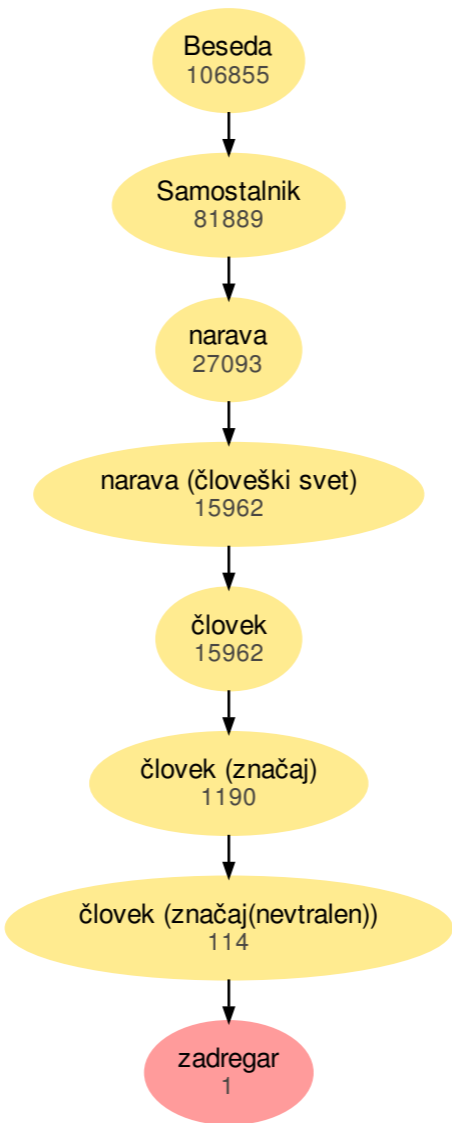 Beseda
106855
Samostalnik
81889
narava
27093
narava (človeški svet)
15962
človek
15962
človek (značaj)
1190
človek (značaj(nevtralen))
114
zadregar
1